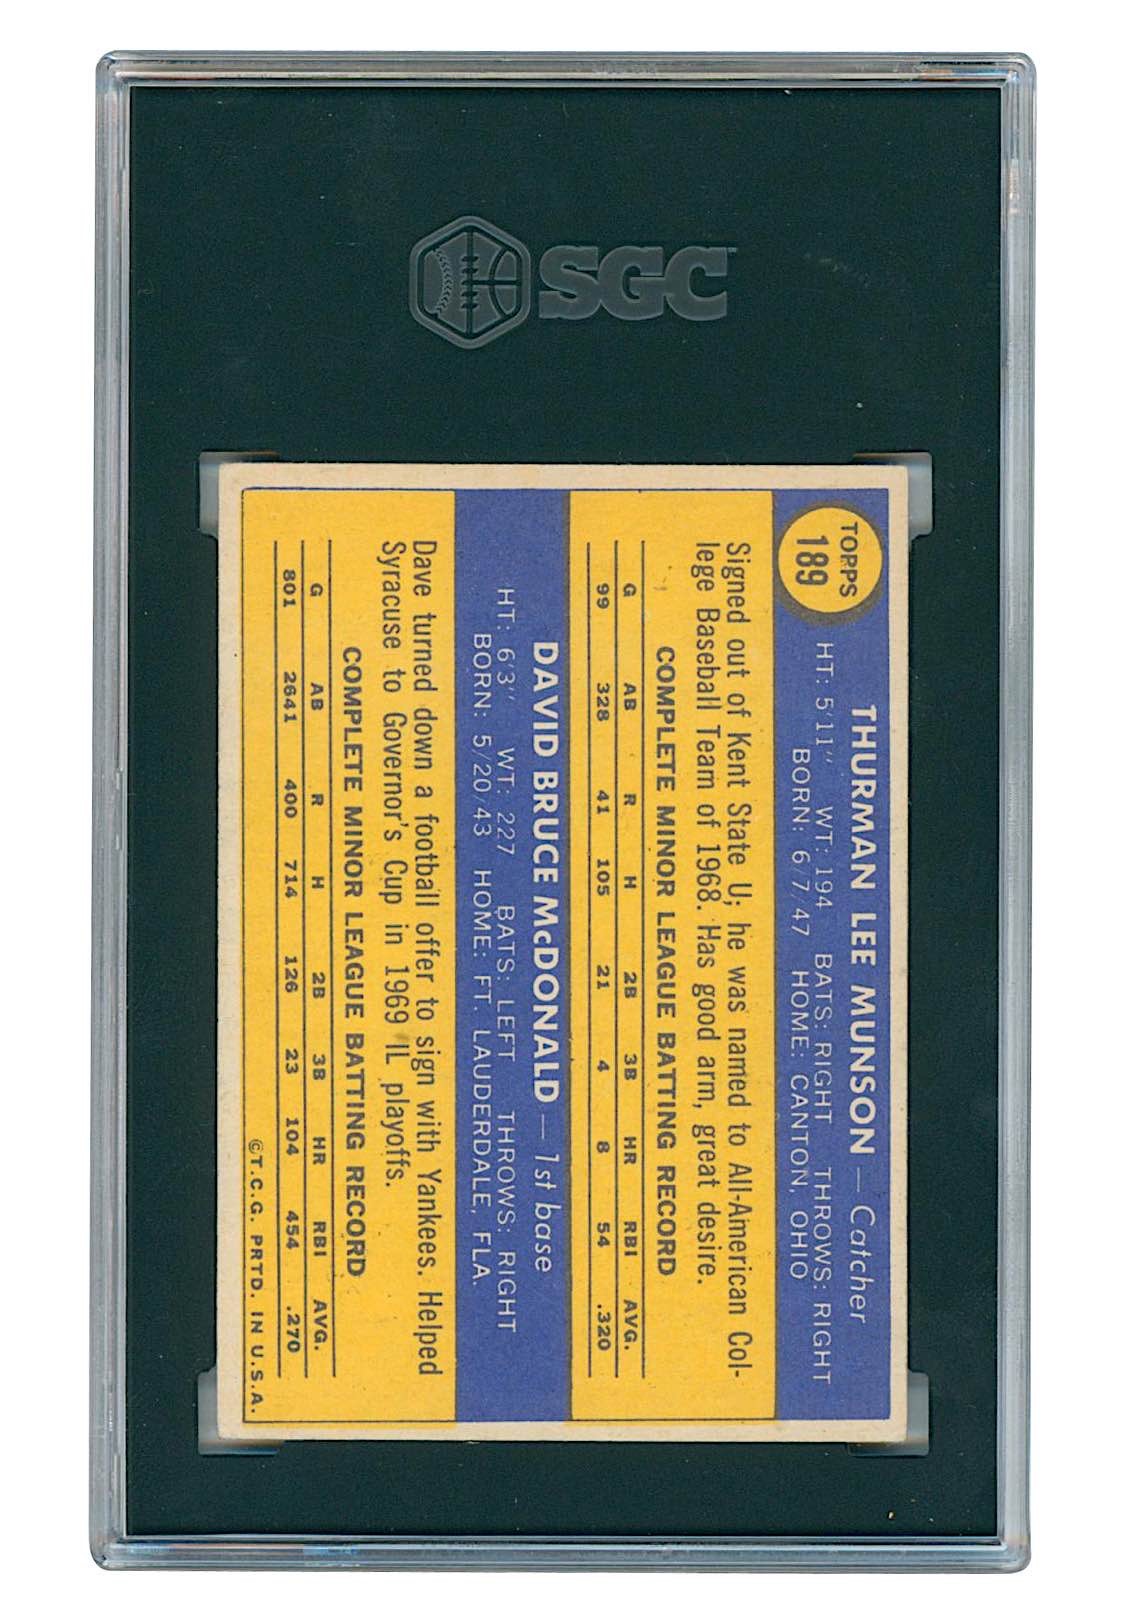 SGC
TOPPS
189
THURMAN LEE MUNSON — Catcher
HT: 5'11" WT: 194 BATS: RIGHT THROWS: RIGHT
BORN: 6/7/47 HOME: CANTON, OHIO
Signed out of Kent State U; he was named to All-American Col-
lege Baseball Team of 1968. Has good arm, great desire.
COMPLETE MINOR LEAGUE BATTING RECORD
G AB R H 2B 3B HR RBI AVG.
99 328 41 105 21 4 8 54 .320
DAVID BRUCE McDONALD — 1st base
HT: 6'3" WT: 227 BATS: LEFT THROWS: RIGHT
BORN: 5/20/43 HOME: FT. LAUDERDALE, FLA.
Dave turned down a football offer to sign with Yankees. Helped
Syracuse to Governor's Cup in 1969 IL playoffs.
COMPLETE MINOR LEAGUE BATTING RECORD
G AB R H 2B 3B HR RBI AVG.
801 2641 400 714 126 23 104 454 .270
©T.C.G. PRTD. IN U.S.A.